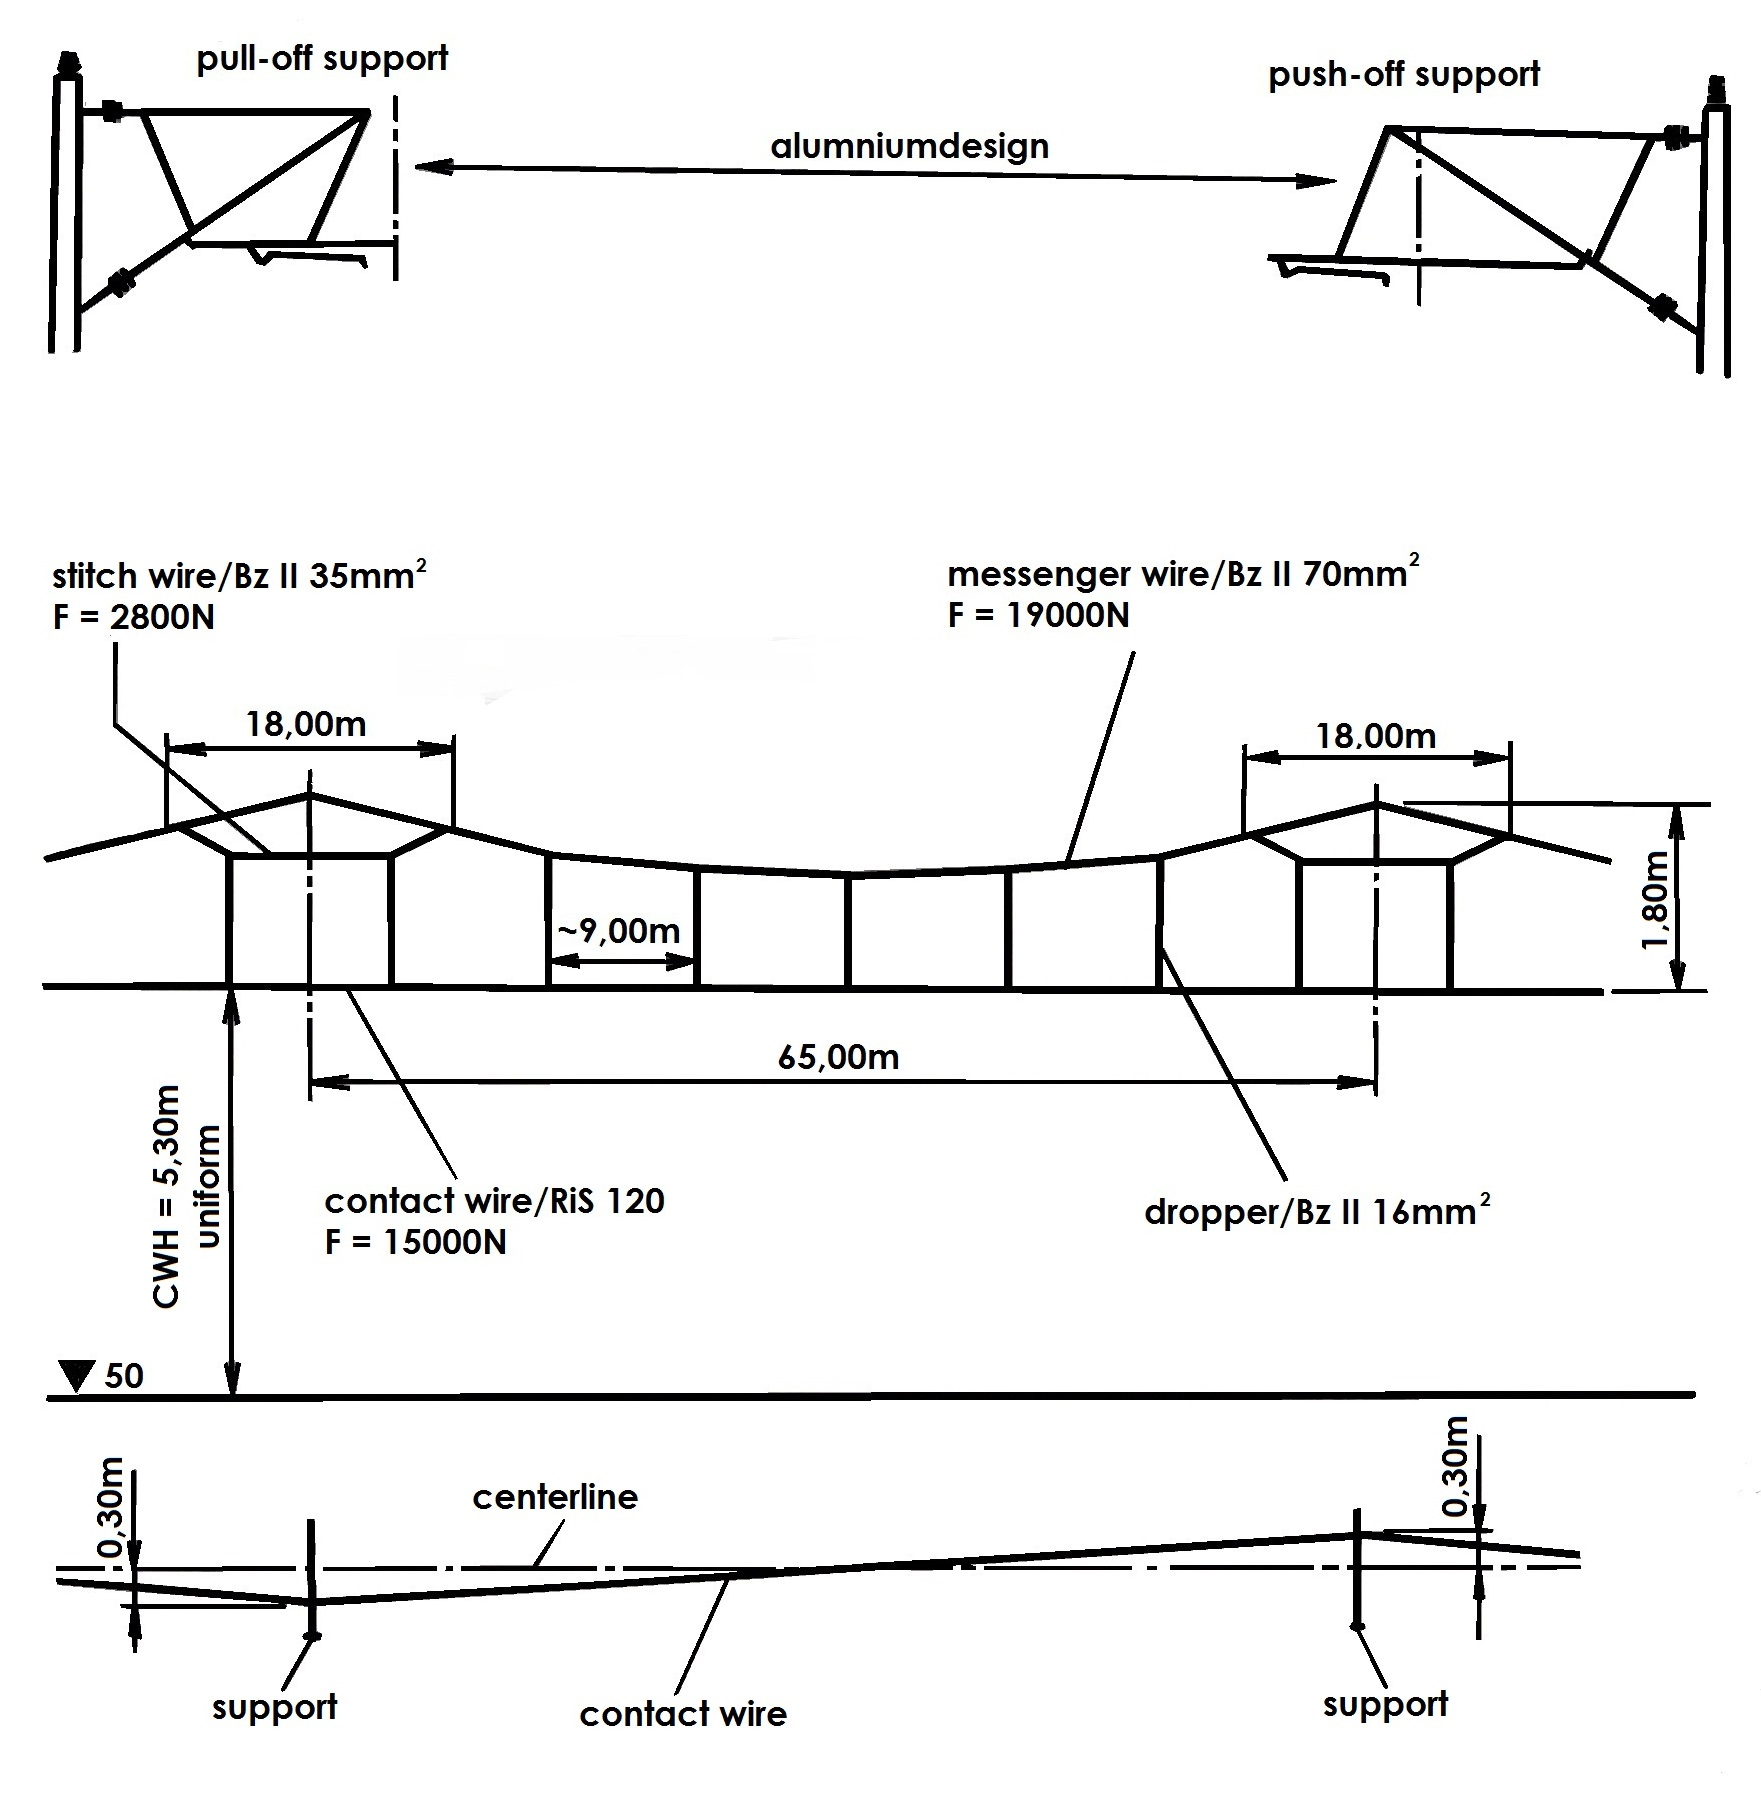 pull-off support
push-off support
alumniumdesign
stitch wire/Bz II 35mm²
F = 2800N
messenger wire/Bz II 70mm²
F = 19000N
18,00m
18,00m
1,80m
~9,00m
65,00m
CWH = 5,30m
uniform
contact wire/RiS 120
F = 15000N
dropper/Bz II 16mm²
50
0,30m
centerline
0,30m
support
contact wire
support